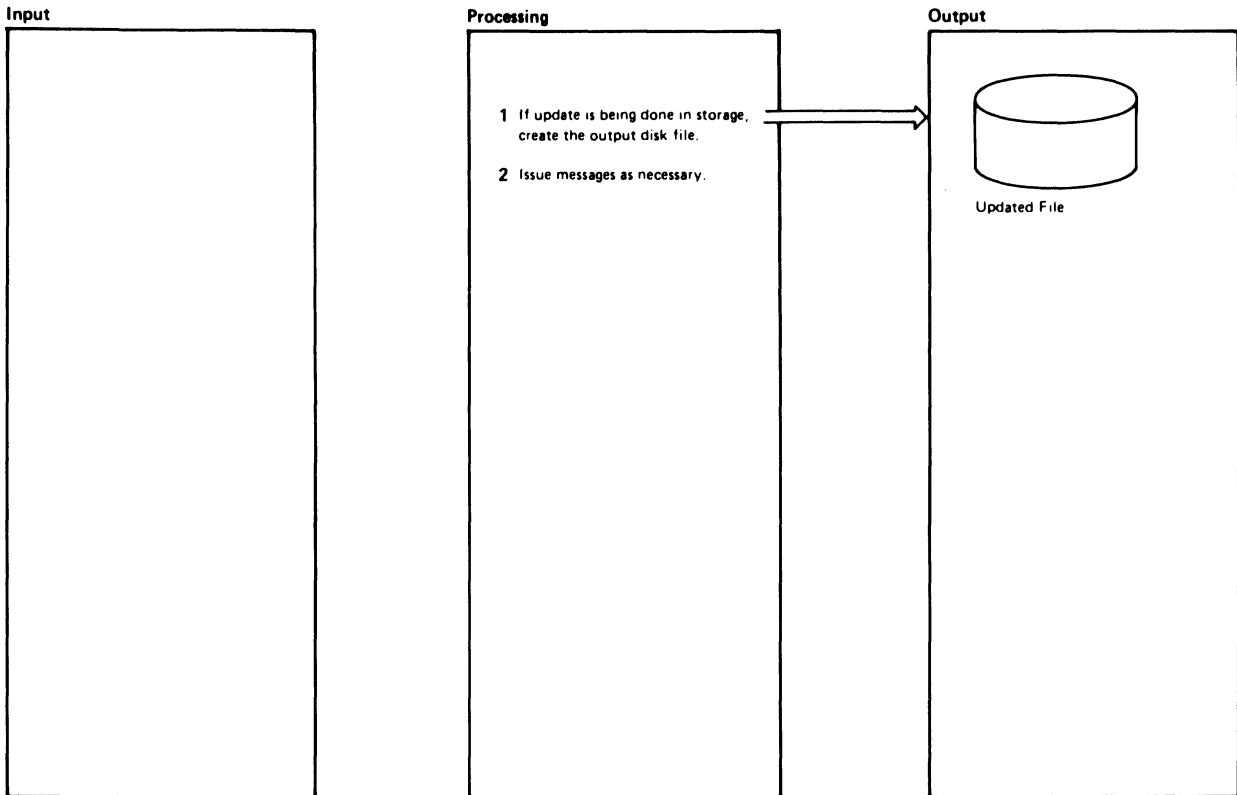 Input
Processing
Output
1 If update is being done in storage,
create the output disk file.
2 Issue messages as necessary.
Updated File